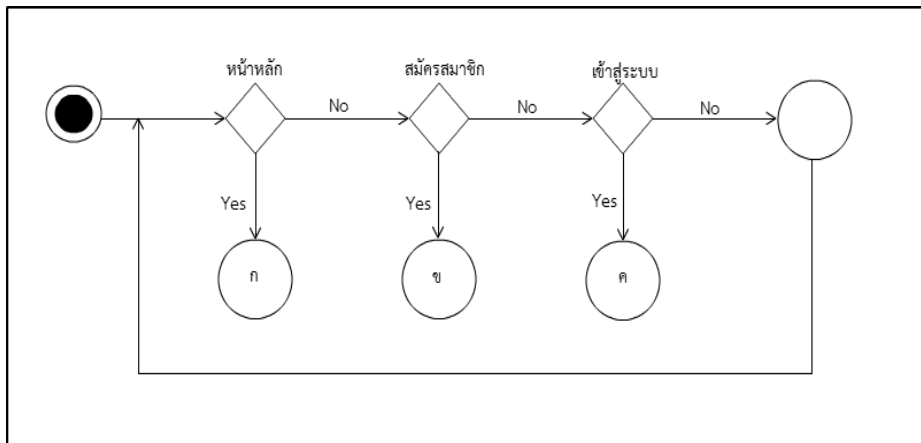 หน้าหลัก
สมัครสมาชิก
เข้าสู่ระบบ
No
No
No
Yes
Yes
Yes
ก
ข
ค